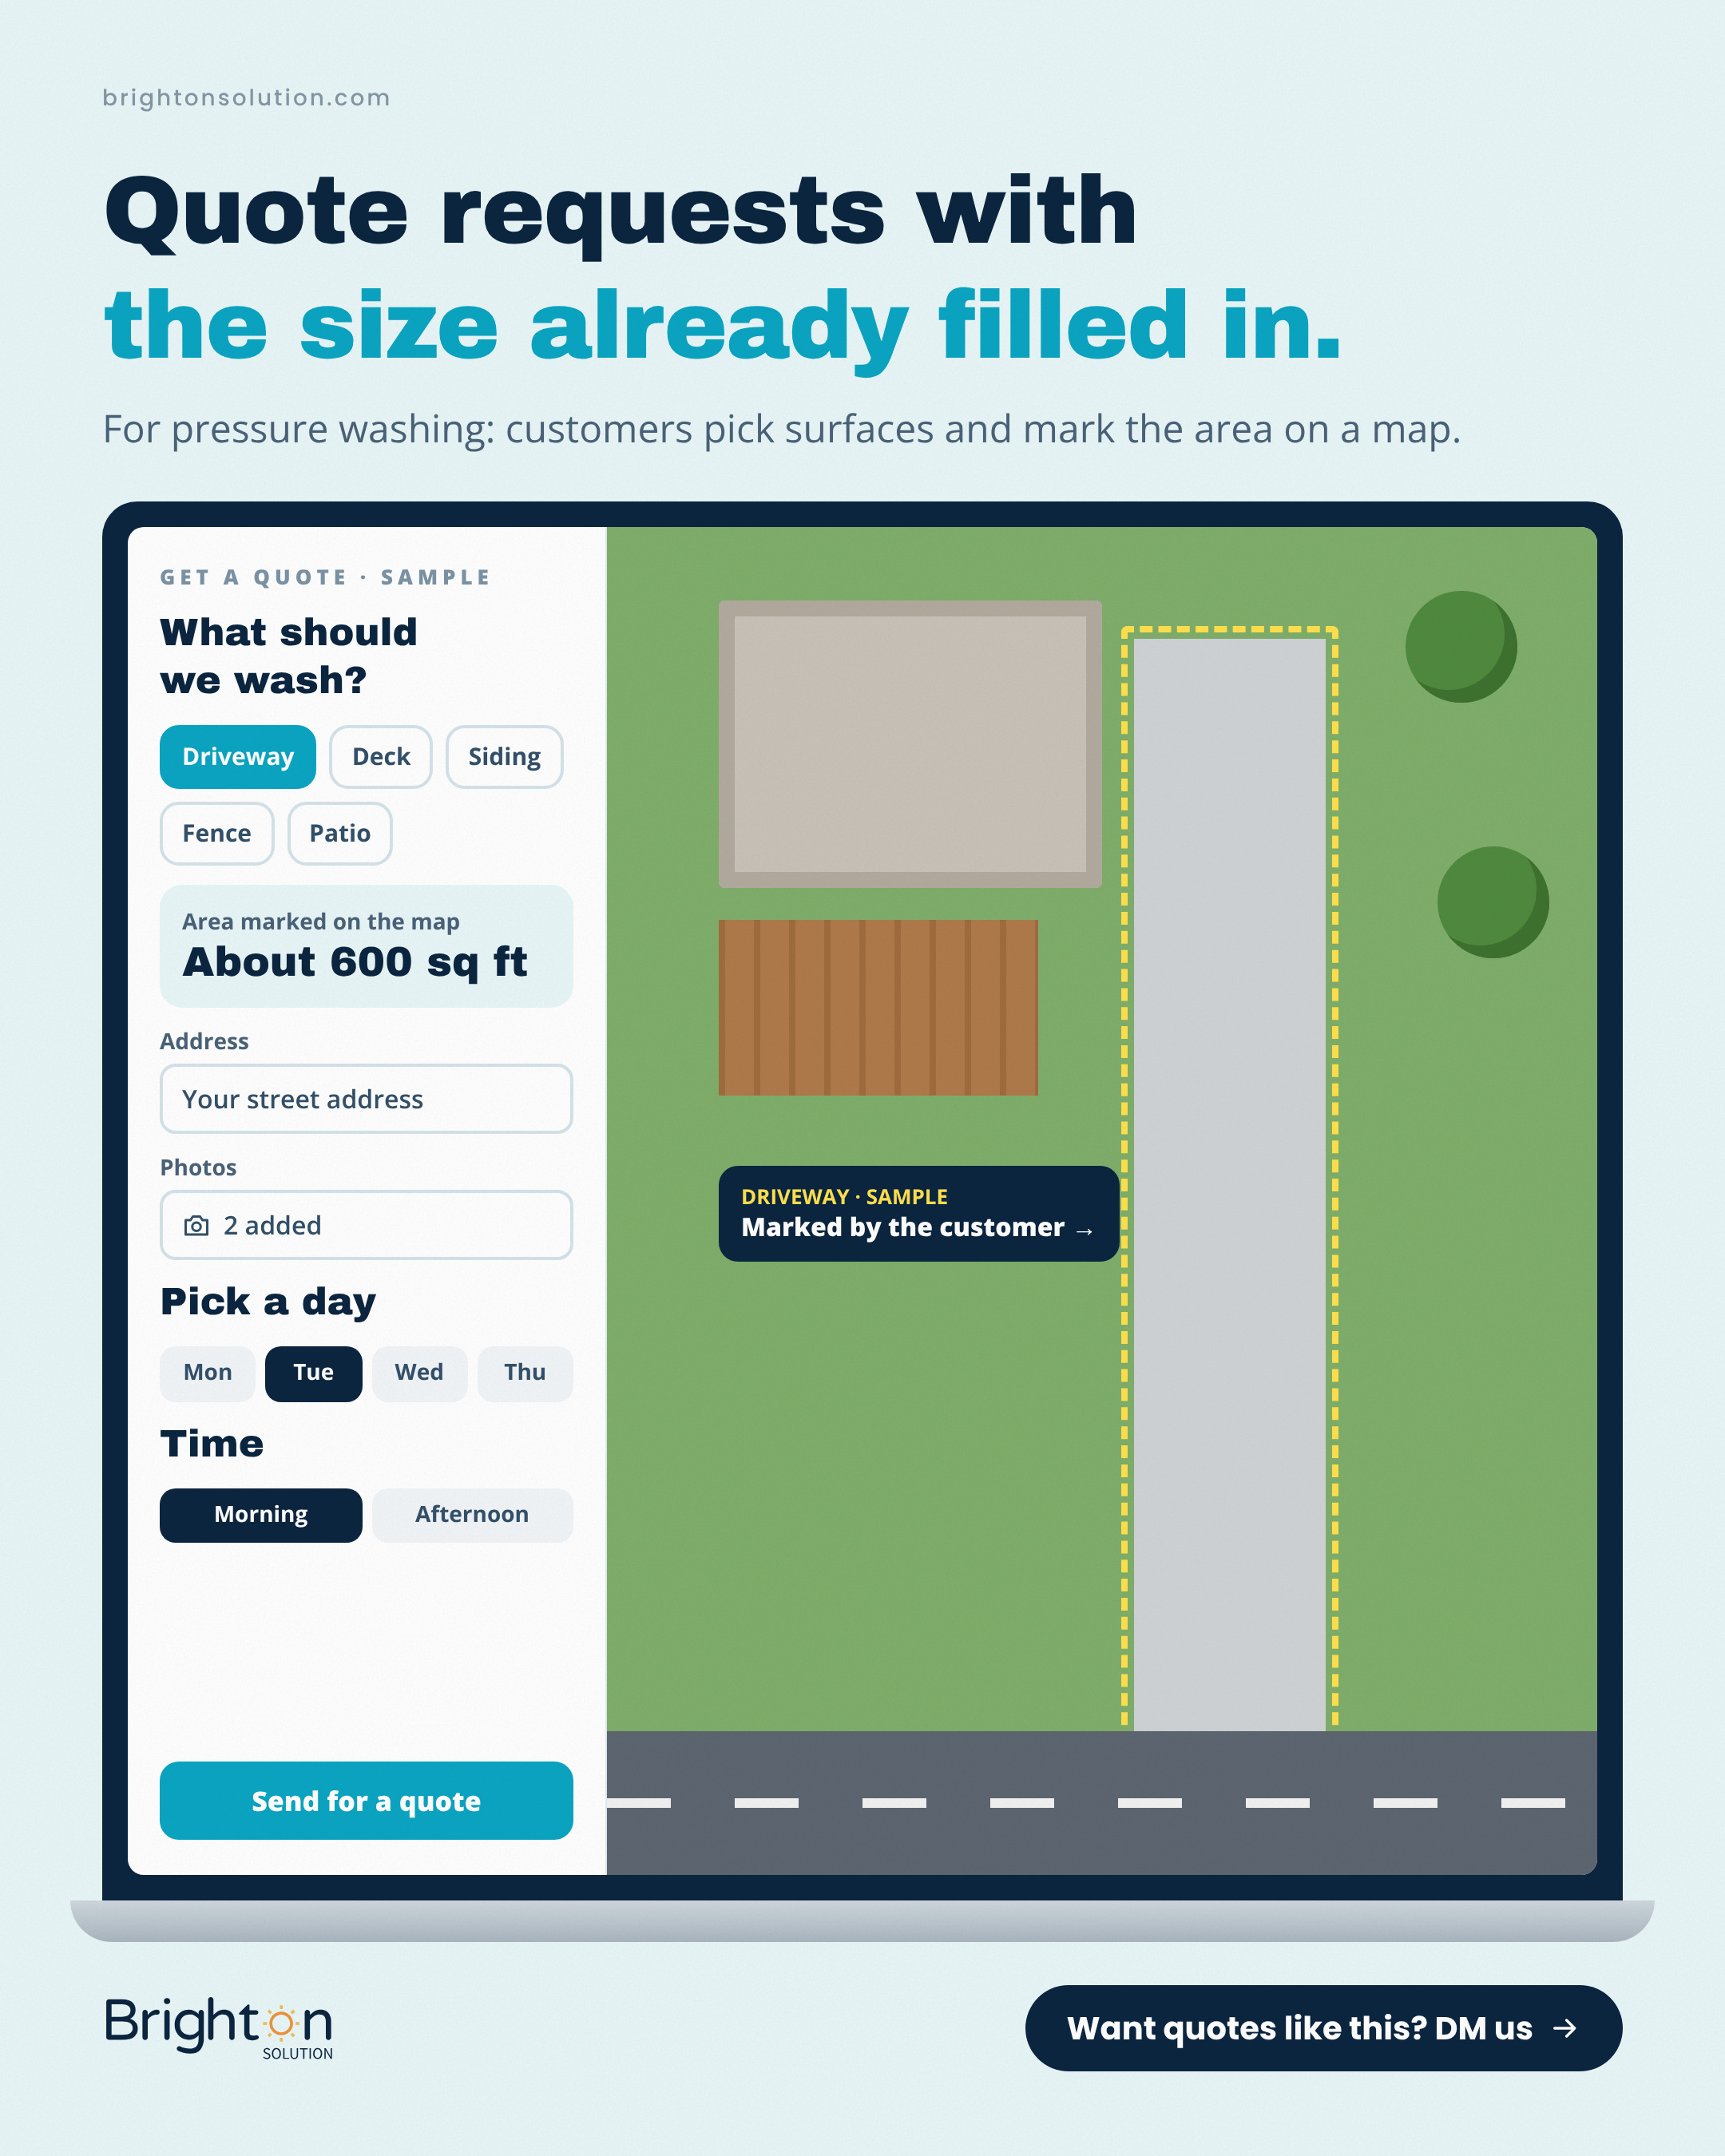 brightonsolution.com
Quote requests with
the size already filled in.
For pressure washing: customers pick surfaces and mark the area on a map.
GET A QUOTE · SAMPLE
What should
we wash?
Driveway Deck Siding
Fence Patio
Area marked on the map
About 600 sq ft
Address
Your street address
Photos
2 added
Pick a day
Mon Tue Wed Thu
Time
Morning Afternoon
Send for a quote
DRIVEWAY · SAMPLE
Marked by the customer →
Brighton
SOLUTION
Want quotes like this? DM us →